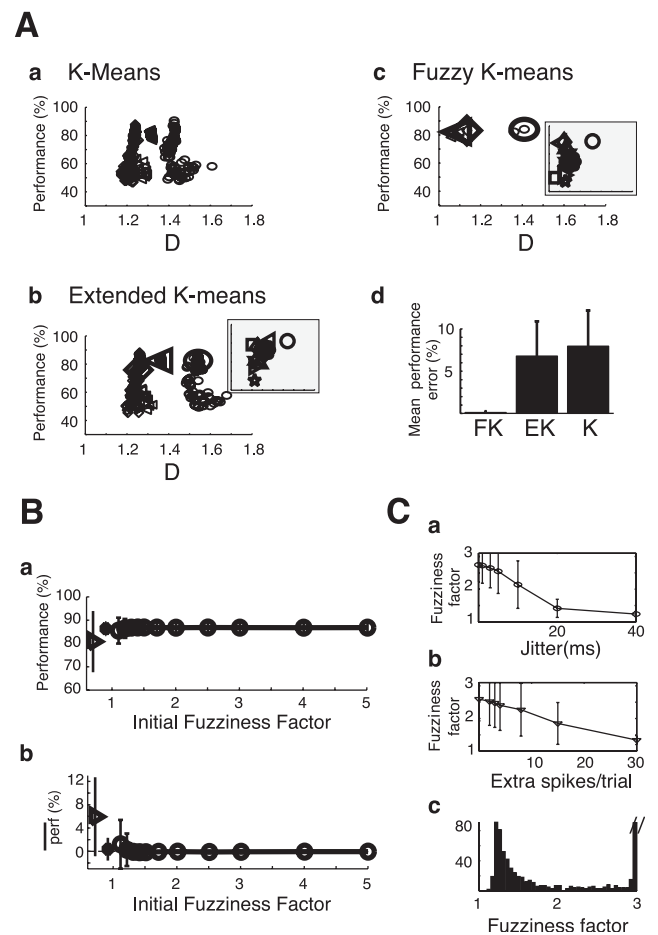 A
a K-Means
Performance (%)
100
80
60
40
1 1.2 1.4 1.6 1.8
D
c Fuzzy K-means
Performance (%)
100
80
60
40
1 1.2 1.4 1.6 1.8
D
b Extended K-means
Performance (%)
100
80
60
40
1 1.2 1.4 1.6 1.8
D
d
Mean performance
error (%)
10
5
FK EK K
B
a
Performance (%)
100
90
80
70
60
1 2 3 4 5
Initial Fuzziness Factor
b
perf (%)
12
8
4
0
1 2 3 4 5
Initial Fuzziness Factor
C
a
Fuzziness
factor
3
2
1
20 40
Jitter(ms)
b
Fuzziness
factor
3
2
1
10 20 30
Extra spikes/trial
c
80
40
1 2 3
Fuzziness factor